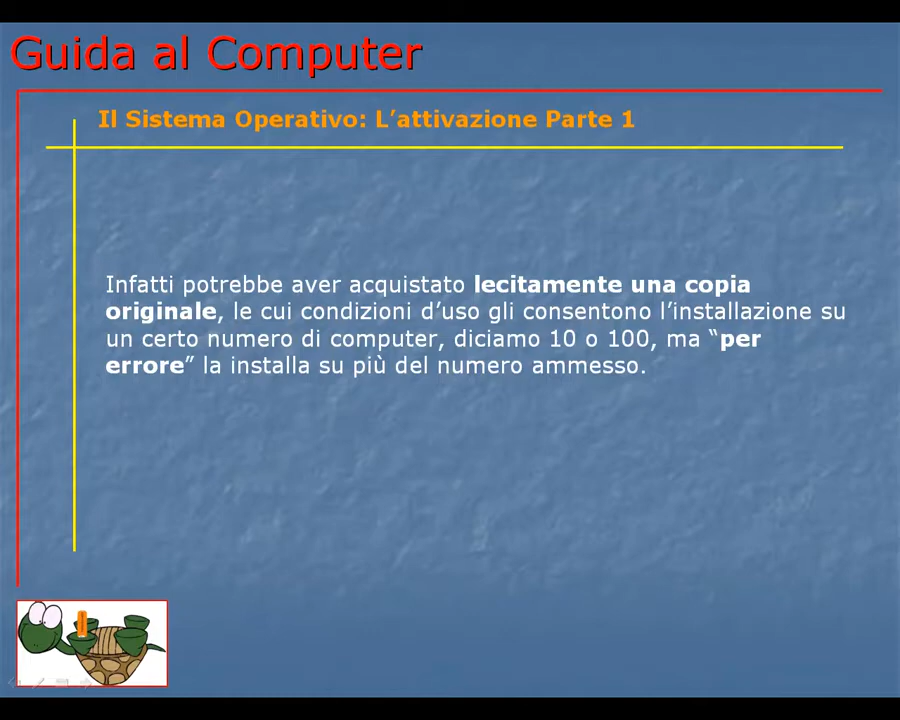 Guida al Computer
Il Sistema Operativo: L’attivazione Parte 1
Infatti potrebbe aver acquistato lecitamente una copia
originale, le cui condizioni d’uso gli consentono l’installazione su
un certo numero di computer, diciamo 10 o 100, ma “per
errore” la installa su più del numero ammesso.